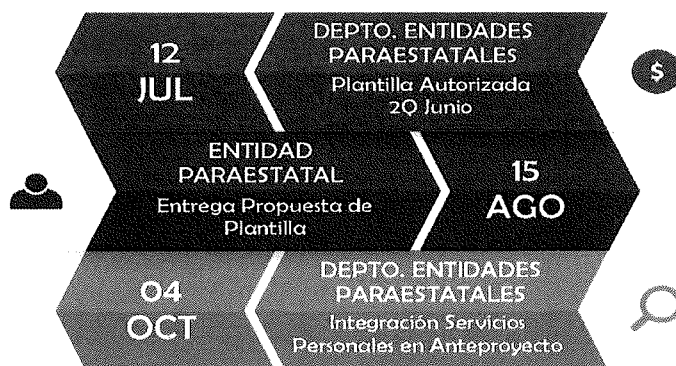 12
JUL
DEPTO. ENTIDADES
PARAESTATALES
Plantilla Autorizada
2Q Junio
$
ENTIDAD
PARAESTATAL
Entrega Propuesta de
Plantilla
15
AGO
04
OCT
DEPTO. ENTIDADES
PARAESTATALES
Integración Servicios
Personales en Anteproyecto